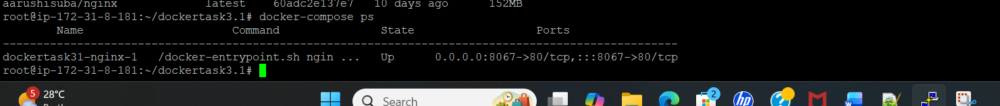 aarushisuba/nginx latest 60adc2e137e7 10 days ago 152MB
root@ip-172-31-8-181:~/dockertask3.1# docker-compose ps
Name Command State Ports
----------------------------------------------------------------------------------------------------
dockertask31-nginx-1 /docker-entrypoint.sh ngin ... Up 0.0.0.0:8067->80/tcp,:::8067->80/tcp
root@ip-172-31-8-181:~/dockertask3.1#
5 28°C
Search
2
hp